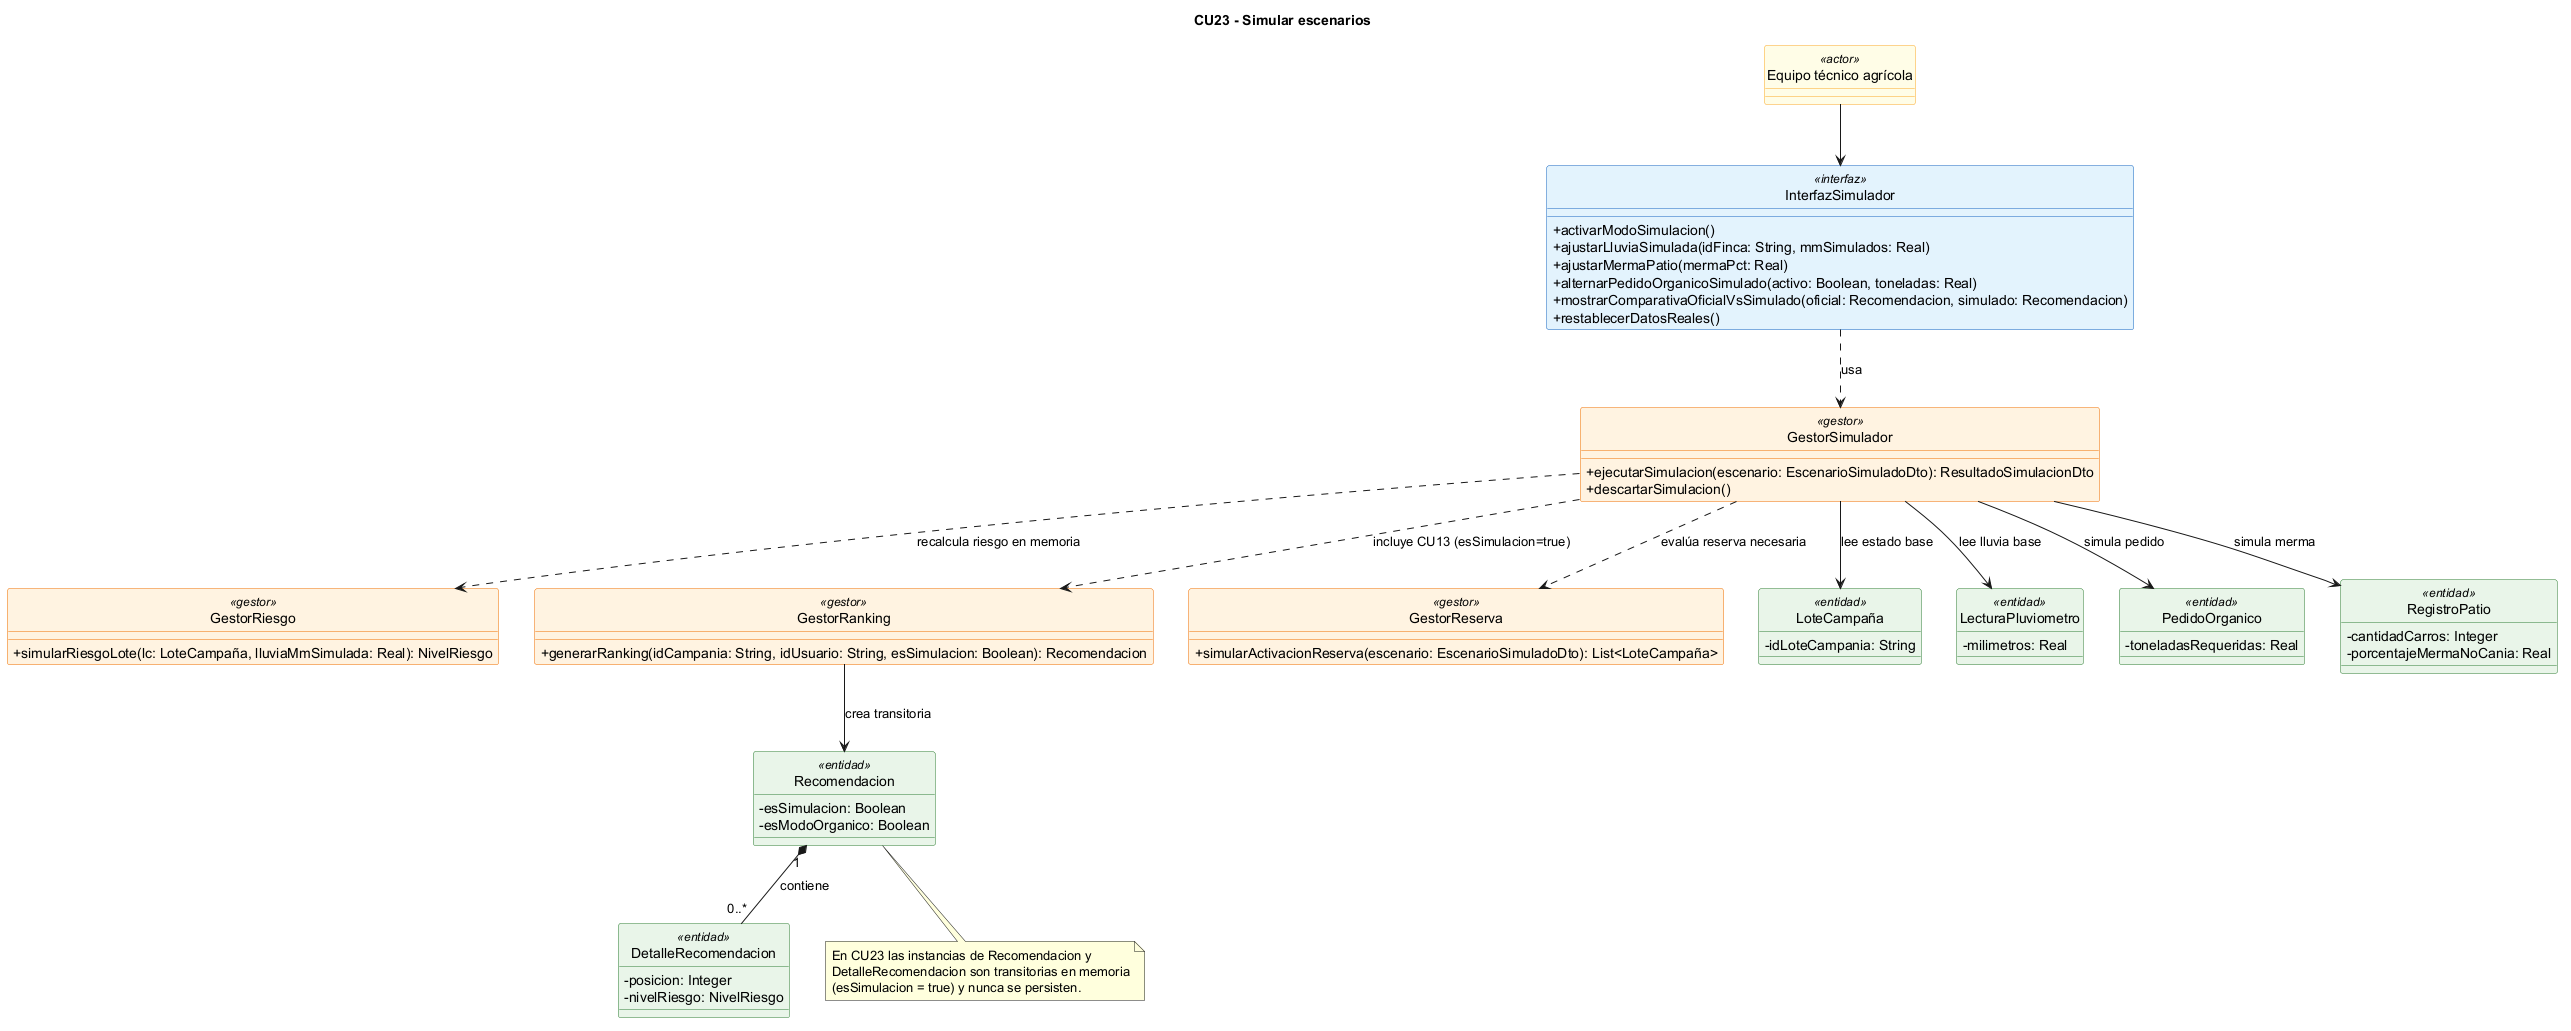 CU23 - Simular escenarios
«actor»
Equipo técnico agrícola
«interfaz»
InterfazSimulador
+activarModoSimulacion()
+ajustarLluviaSimulada(idFinca: String, mmSimulados: Real)
+ajustarMermaPatio(mermaPct: Real)
+alternarPedidoOrganicoSimulado(activo: Boolean, toneladas: Real)
+mostrarComparativaOficialVsSimulado(oficial: Recomendacion, simulado: Recomendacion)
+restablecerDatosReales()
usa
«gestor»
GestorSimulador
+ejecutarSimulacion(escenario: EscenarioSimuladoDto): ResultadoSimulacionDto
+descartarSimulacion()
recalcula riesgo en memoria
incluye CU13 (esSimulacion=true)
evalúa reserva necesaria
lee estado base
lee lluvia base
simula pedido
simula merma
«gestor»
GestorRiesgo
+simularRiesgoLote(lc: LoteCampaña, lluviaMmSimulada: Real): NivelRiesgo
«gestor»
GestorRanking
+generarRanking(idCampania: String, idUsuario: String, esSimulacion: Boolean): Recomendacion
«gestor»
GestorReserva
+simularActivacionReserva(escenario: EscenarioSimuladoDto): List<LoteCampaña>
«entidad»
LoteCampaña
-idLoteCampania: String
«entidad»
LecturaPluviometro
-milimetros: Real
«entidad»
PedidoOrganico
-toneladasRequeridas: Real
«entidad»
RegistroPatio
-cantidadCarros: Integer
-porcentajeMermaNoCania: Real
crea transitoria
«entidad»
Recomendacion
-esSimulacion: Boolean
-esModoOrganico: Boolean
1
contiene
0..*
«entidad»
DetalleRecomendacion
-posicion: Integer
-nivelRiesgo: NivelRiesgo
En CU23 las instancias de Recomendacion y
DetalleRecomendacion son transitorias en memoria
(esSimulacion = true) y nunca se persisten.